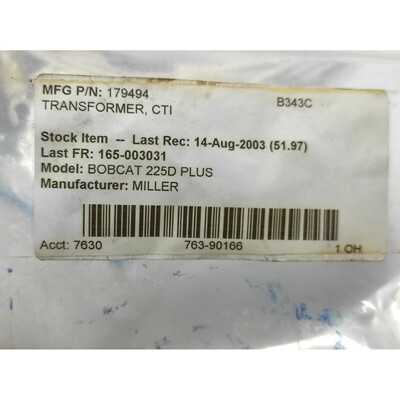 MFG P/N: 179494
TRANSFORMER, CTI B343C
Stock Item -- Last Rec: 14-Aug-2003 (51.97)
Last FR: 165-003031
Model: BOBCAT 225D PLUS
Manufacturer: MILLER
Acct: 7630 763-90166 1 OH